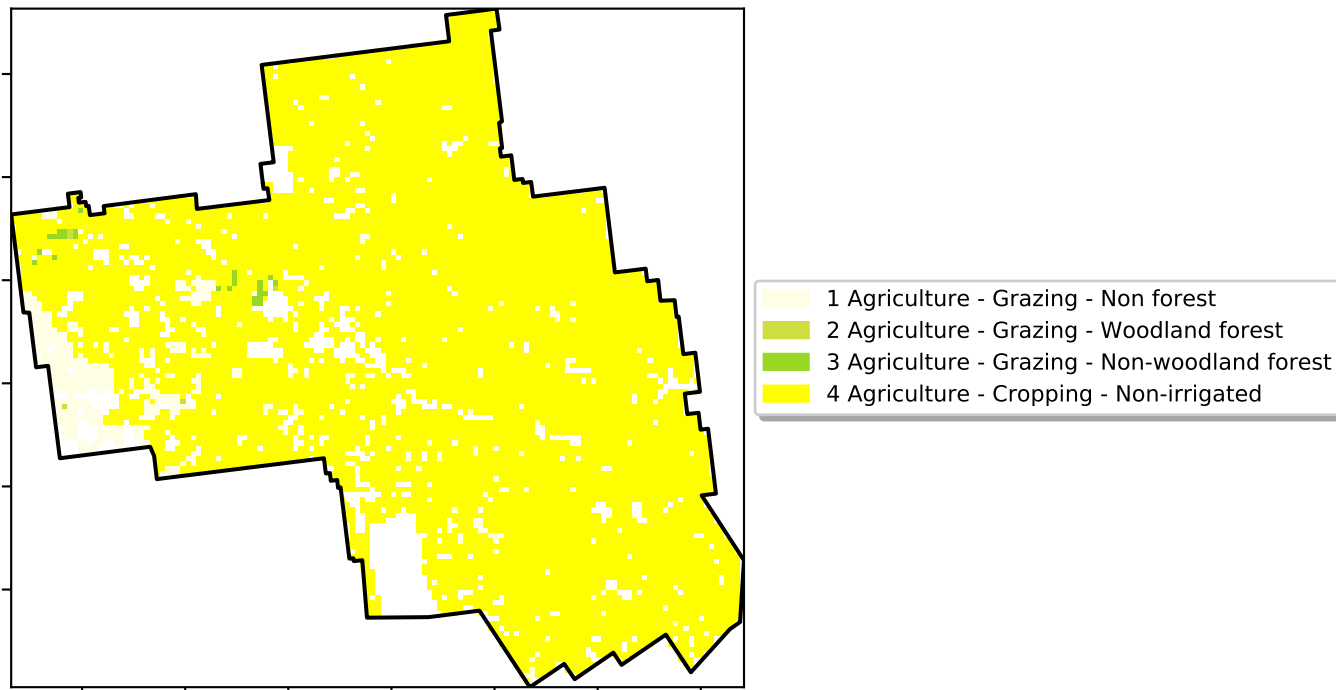 1 Agriculture - Grazing - Non forest
2 Agriculture - Grazing - Woodland forest
3 Agriculture - Grazing - Non-woodland forest
4 Agriculture - Cropping - Non-irrigated